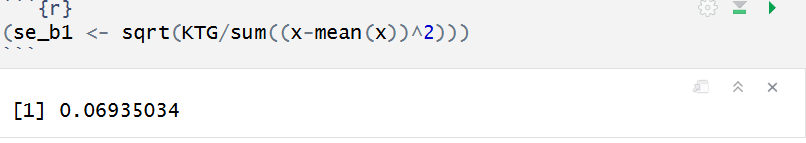 ```{r}
(se_b1 <- sqrt(KTG/sum((x-mean(x))^2)))
```
[1] 0.06935034